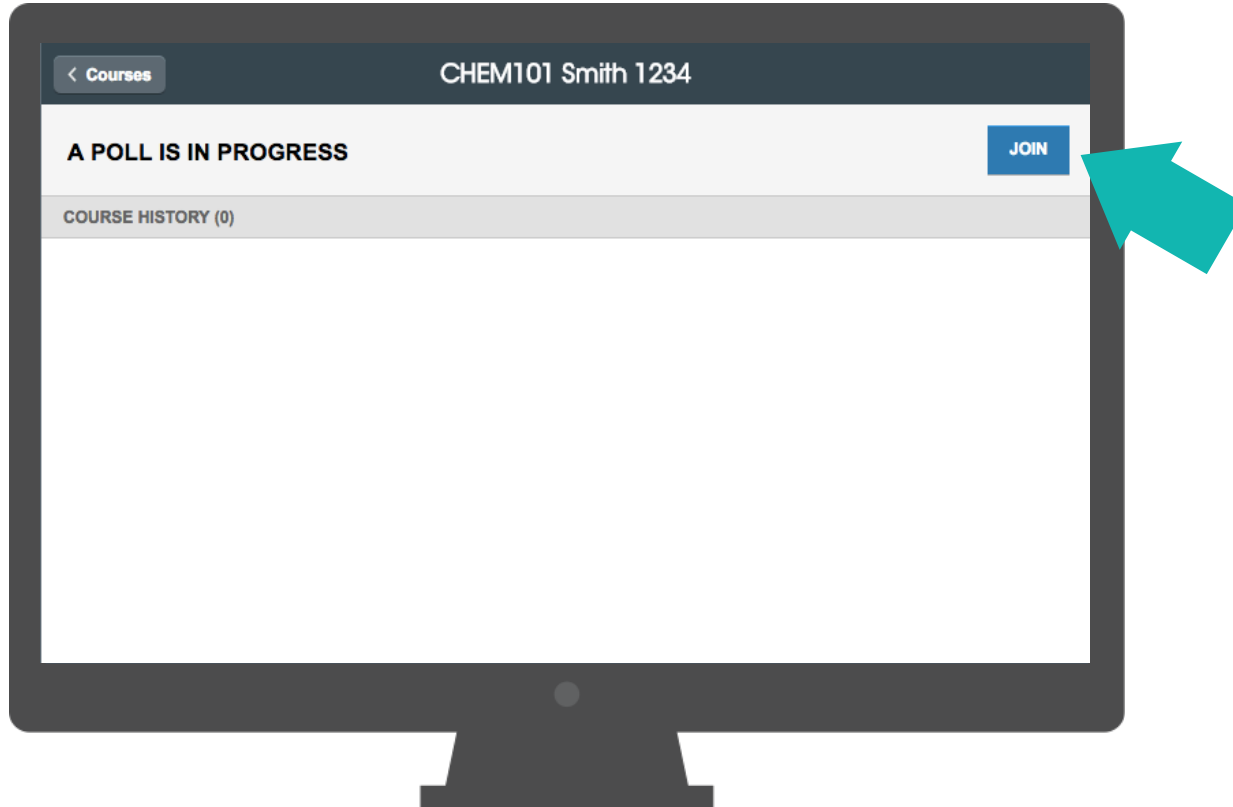 < Courses
CHEM101 Smith 1234
A POLL IS IN PROGRESS
JOIN
COURSE HISTORY (0)